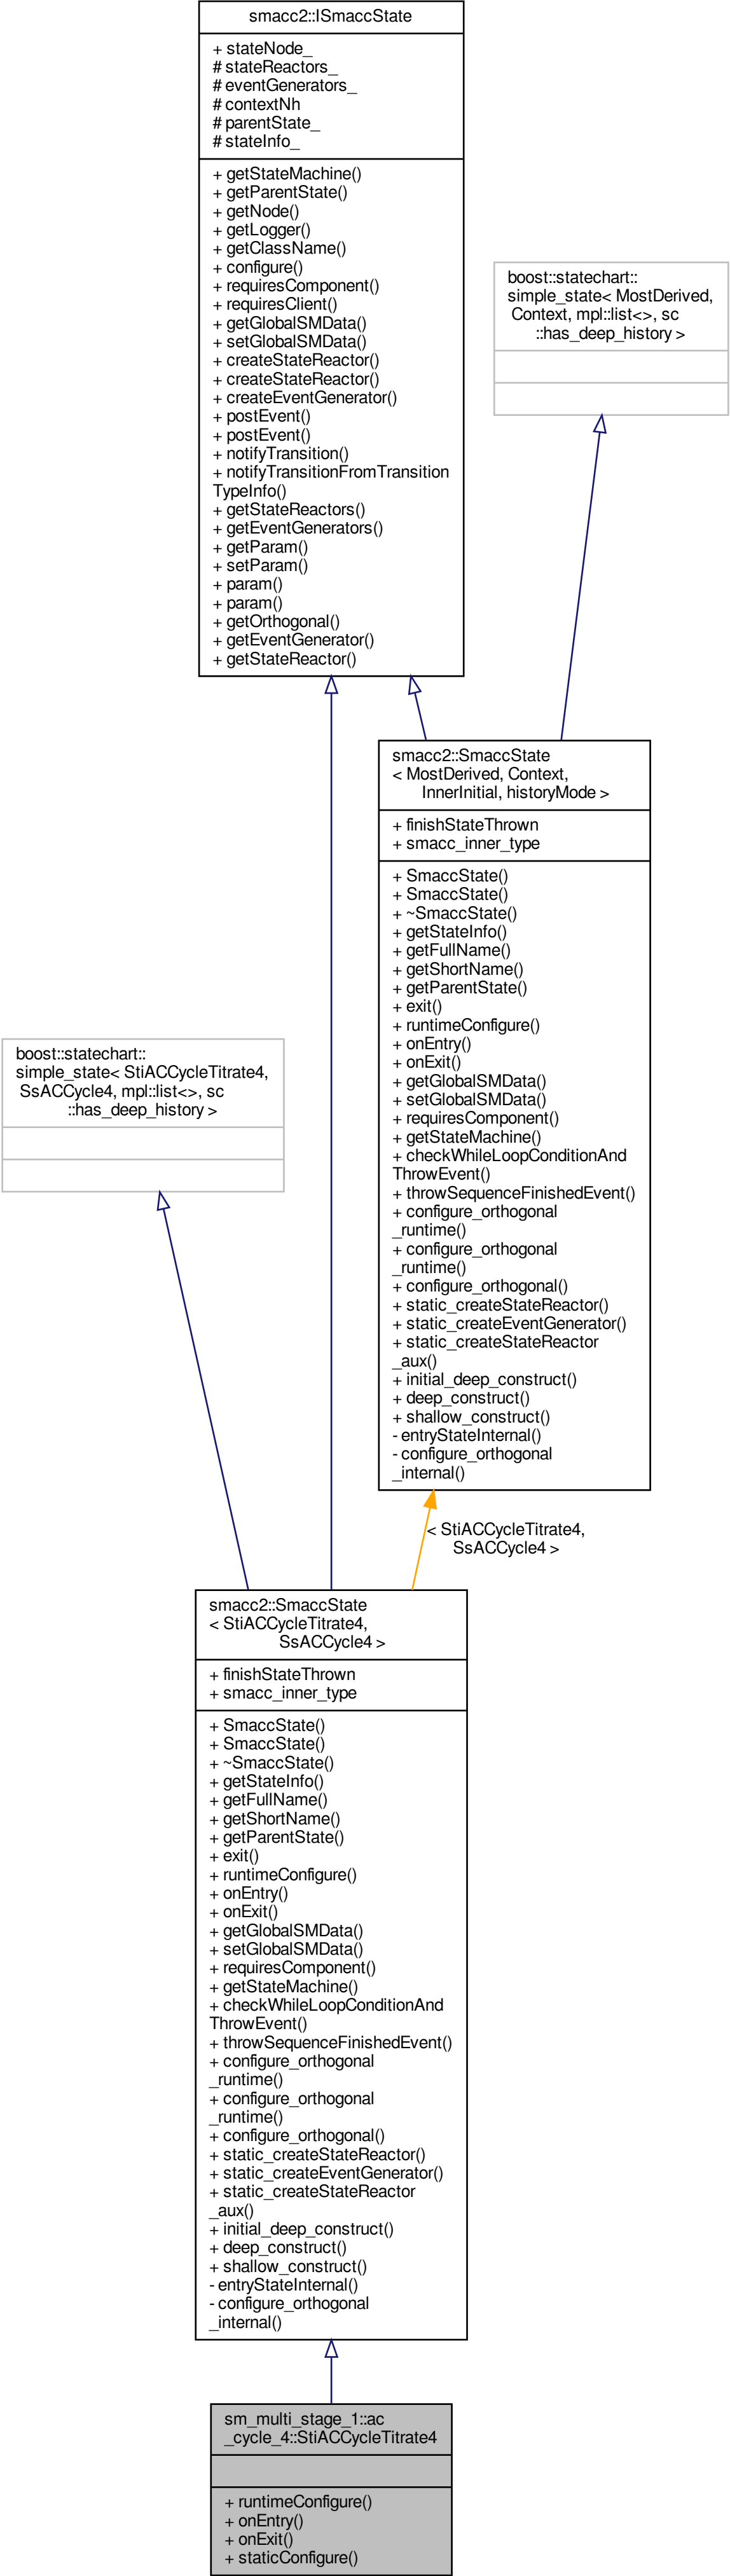 smacc2::ISmaccState
+ stateNode_
# stateReactors_
# eventGenerators_
# contextNh
# parentState_
# stateInfo_
+ getStateMachine()
+ getParentState()
+ getNode()
+ getLogger()
+ getClassName()
+ configure()
+ requiresComponent()
+ requiresClient()
+ getGlobalSMData()
+ setGlobalSMData()
+ createStateReactor()
+ createStateReactor()
+ createEventGenerator()
+ postEvent()
+ postEvent()
+ notifyTransition()
+ notifyTransitionFromTransition
TypeInfo()
+ getStateReactors()
+ getEventGenerators()
+ getParam()
+ setParam()
+ param()
+ param()
+ getOrthogonal()
+ getEventGenerator()
+ getStateReactor()
boost::statechart::
simple_state< MostDerived,
Context, mpl::list<>, sc
::has_deep_history >
smacc2::SmaccState
< MostDerived, Context,
InnerInitial, historyMode >
+ finishStateThrown
+ smacc_inner_type
+ SmaccState()
+ SmaccState()
+ ~SmaccState()
+ getStateInfo()
+ getFullName()
+ getShortName()
+ getParentState()
+ exit()
+ runtimeConfigure()
+ onEntry()
+ onExit()
+ getGlobalSMData()
+ setGlobalSMData()
+ requiresComponent()
+ getStateMachine()
+ checkWhileLoopConditionAnd
ThrowEvent()
+ throwSequenceFinishedEvent()
+ configure_orthogonal
_runtime()
+ configure_orthogonal
_runtime()
+ configure_orthogonal()
+ static_createStateReactor()
+ static_createEventGenerator()
+ static_createStateReactor
_aux()
+ initial_deep_construct()
+ deep_construct()
+ shallow_construct()
- entryStateInternal()
- configure_orthogonal
_internal()
boost::statechart::
simple_state< StiACCycleTitrate4,
SsACCycle4, mpl::list<>, sc
::has_deep_history >
< StiACCycleTitrate4,
SsACCycle4 >
smacc2::SmaccState
< StiACCycleTitrate4,
SsACCycle4 >
+ finishStateThrown
+ smacc_inner_type
+ SmaccState()
+ SmaccState()
+ ~SmaccState()
+ getStateInfo()
+ getFullName()
+ getShortName()
+ getParentState()
+ exit()
+ runtimeConfigure()
+ onEntry()
+ onExit()
+ getGlobalSMData()
+ setGlobalSMData()
+ requiresComponent()
+ getStateMachine()
+ checkWhileLoopConditionAnd
ThrowEvent()
+ throwSequenceFinishedEvent()
+ configure_orthogonal
_runtime()
+ configure_orthogonal
_runtime()
+ configure_orthogonal()
+ static_createStateReactor()
+ static_createEventGenerator()
+ static_createStateReactor
_aux()
+ initial_deep_construct()
+ deep_construct()
+ shallow_construct()
- entryStateInternal()
- configure_orthogonal
_internal()
sm_multi_stage_1::ac
_cycle_4::StiACCycleTitrate4
+ runtimeConfigure()
+ onEntry()
+ onExit()
+ staticConfigure()